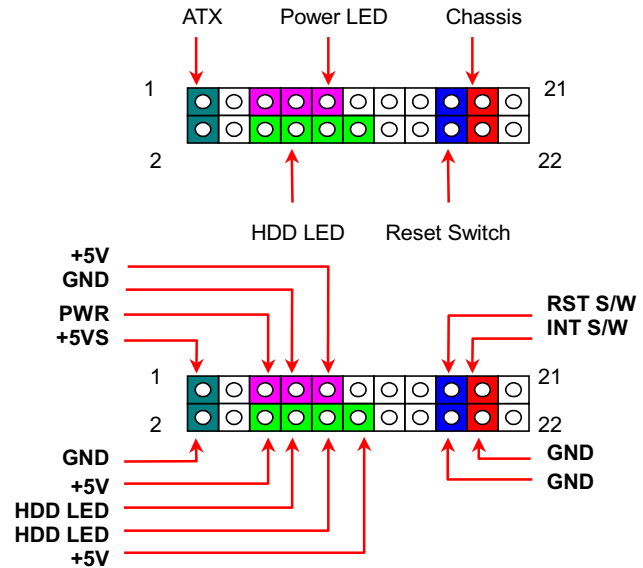 ATX Power LED Chassis
1 21
2 22
HDD LED Reset Switch
+5V
GND
PWR
+5VS
RST S/W
INT S/W
1 21
2 22
GND
+5V
HDD LED
HDD LED
+5V
GND
GND